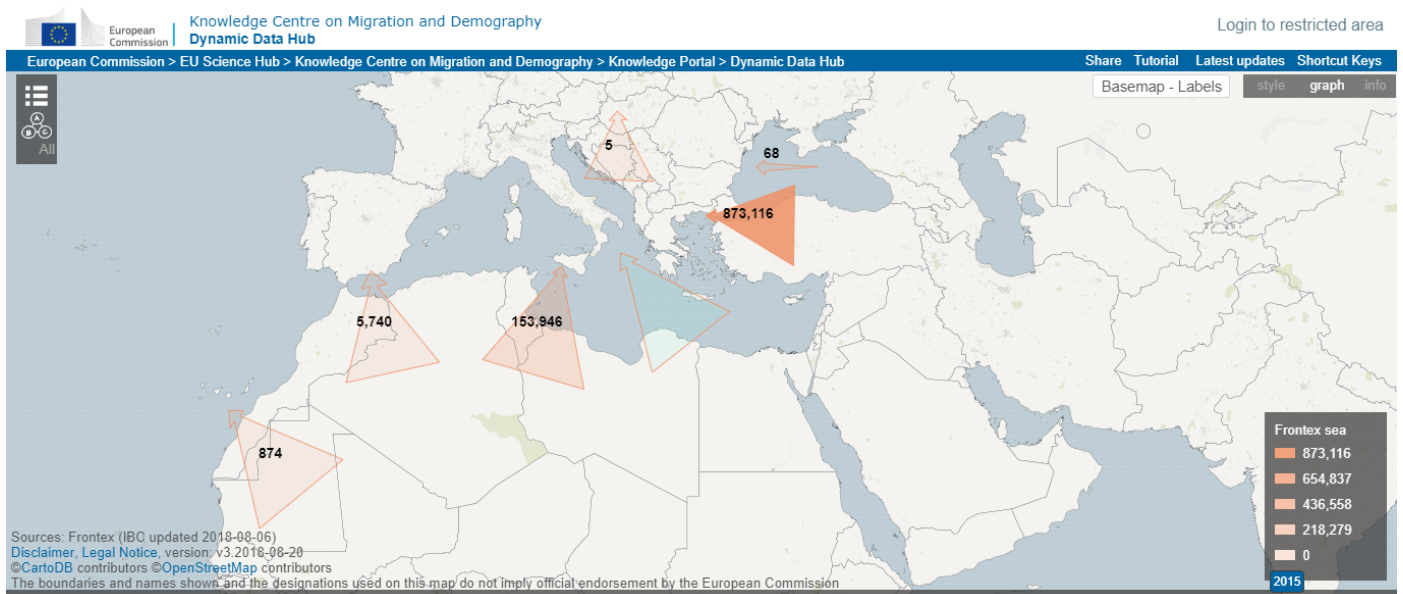 European
Commission
Knowledge Centre on Migration and Demography
Dynamic Data Hub
Login to restricted area
European Commission > EU Science Hub > Knowledge Centre on Migration and Demography > Knowledge Portal > Dynamic Data Hub
Share Tutorial Latest updates Shortcut Keys
Basemap - Labels
style graph info
A
B C
All
5
68
873,116
5,740
153,946
874
Frontex sea
873,116
654,837
436,558
218,279
0
2015
Sources: Frontex (IBC updated 2018-08-06)
Disclaimer, Legal Notice, version: v3.2018-08-20
©CartoDB contributors ©OpenStreetMap contributors
The boundaries and names shown and the designations used on this map do not imply official endorsement by the European Commission